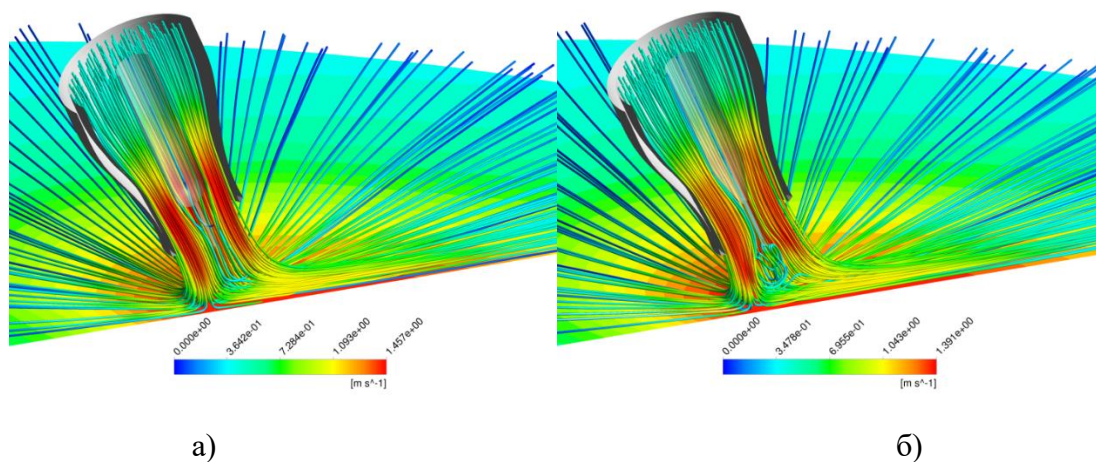 0.000e+00
3.642e-01
7.284e-01
1.093e+00
1.457e+00
[m s^-1]
0.000e+00
3.478e-01
6.955e-01
1.043e+00
1.391e+00
[m s^-1]
а) б)